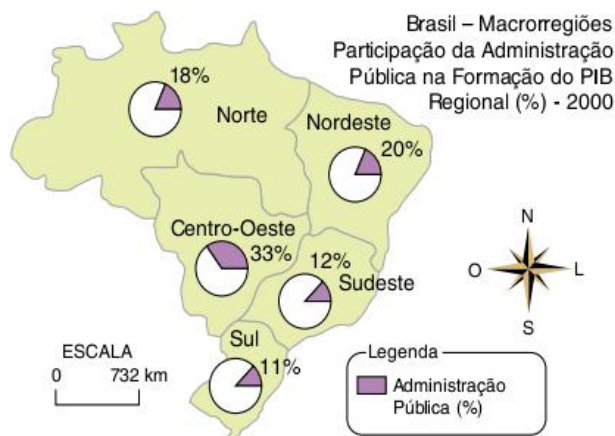 Brasil – Macrorregiões
Participação da Administração
Pública na Formação do PIB
Regional (%) - 2000
18%
Norte
Nordeste
20%
Centro-Oeste
33%
12%
Sudeste
Sul
11%
N
O
L
S
ESCALA
0 732 km
Legenda
Administração
Pública (%)